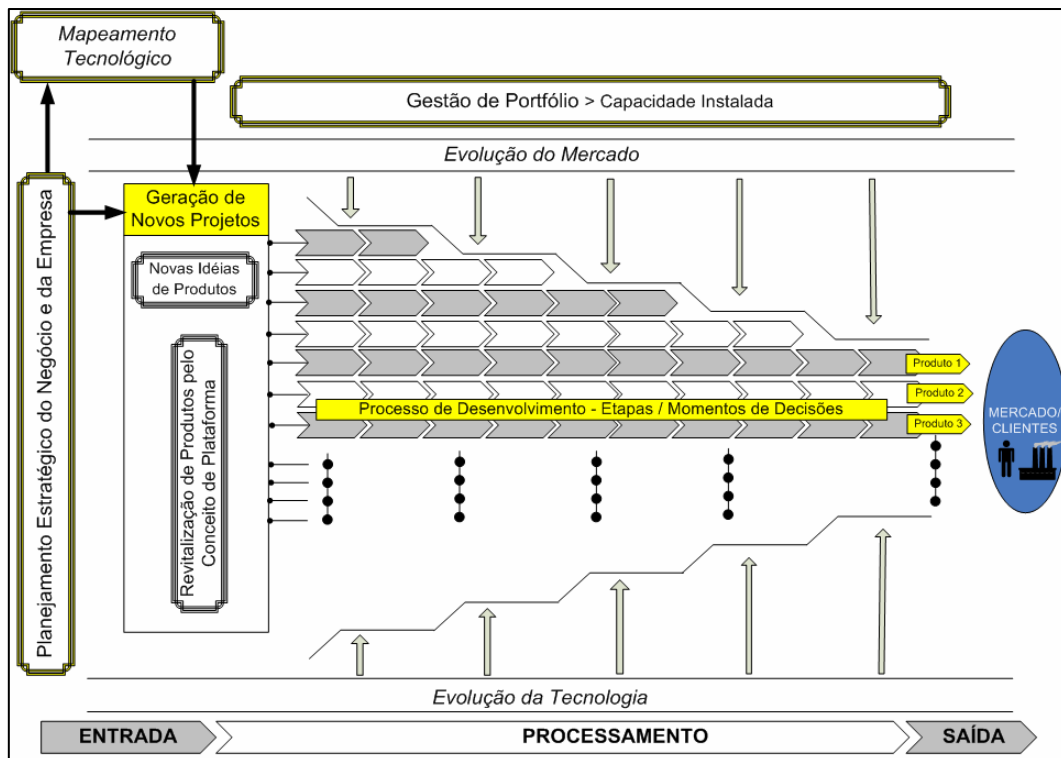 Mapeamento
Tecnológico
Gestão de Portfólio > Capacidade Instalada
Evolução do Mercado
Planejamento Estratégico do Negócio e da Empresa
Geração de
Novos Projetos
Novas Idéias
de Produtos
Revitalização de Produtos pelo
Conceito de Plataforma
Produto 1
Produto 2
Processo de Desenvolvimento - Etapas / Momentos de Decisões
Produto 3
MERCADO/
CLIENTES
Evolução da Tecnologia
ENTRADA
PROCESSAMENTO
SAÍDA